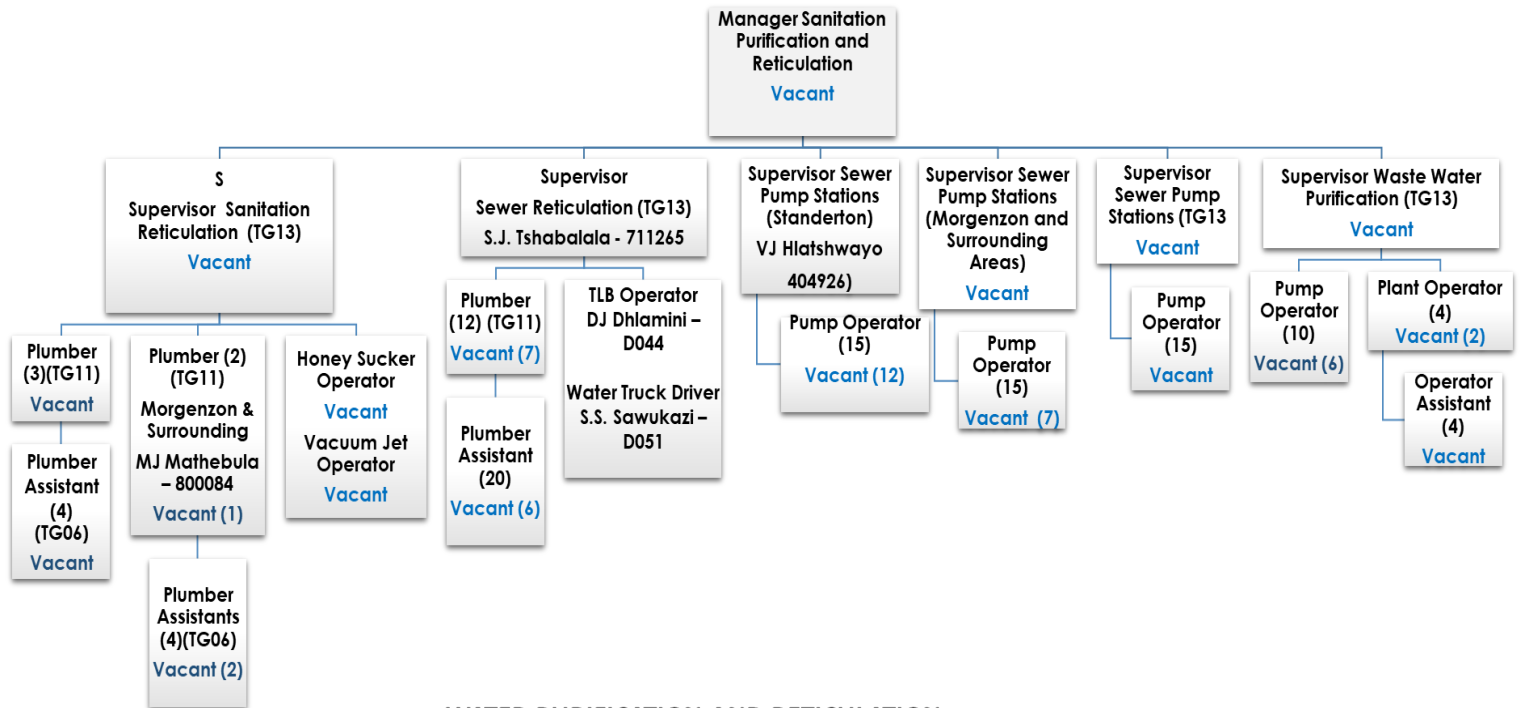 Manager Sanitation
Purification and
Reticulation
Vacant
S
Supervisor Sanitation
Reticulation (TG13)
Vacant
Supervisor
Sewer Reticulation (TG13)
S.J. Tshabalala - 711265
Supervisor Sewer
Pump Stations
(Standerton)
VJ Hlatshwayo
404926)
Supervisor Sewer
Pump Stations
(Morgenzon and
Surrounding
Areas)
Vacant
Supervisor
Sewer Pump
Stations (TG13
Vacant
Supervisor Waste Water
Purification (TG13)
Vacant
Plumber
(3)(TG11)
Vacant
Plumber
Assistant
(4)
(TG06)
Vacant
Plumber (2)
(TG11)
Morgenzon &
Surrounding
MJ Mathebula
– 800084
Vacant (1)
Plumber
Assistants
(4)(TG06)
Vacant (2)
Honey Sucker
Operator
Vacant
Vacuum Jet
Operator
Vacant
Plumber
(12) (TG11)
Vacant (7)
Plumber
Assistant
(20)
Vacant (6)
TLB Operator
DJ Dhlamini –
D044
Water Truck Driver
S.S. Sawukazi –
D051
Pump Operator
(15)
Vacant (12)
Pump
Operator
(15)
Vacant (7)
Pump
Operator
(15)
Vacant
Pump
Operator
(10)
Vacant (6)
Plant Operator
(4)
Vacant (2)
Operator
Assistant
(4)
Vacant
WATER PURIFICATION AND RETICULATION